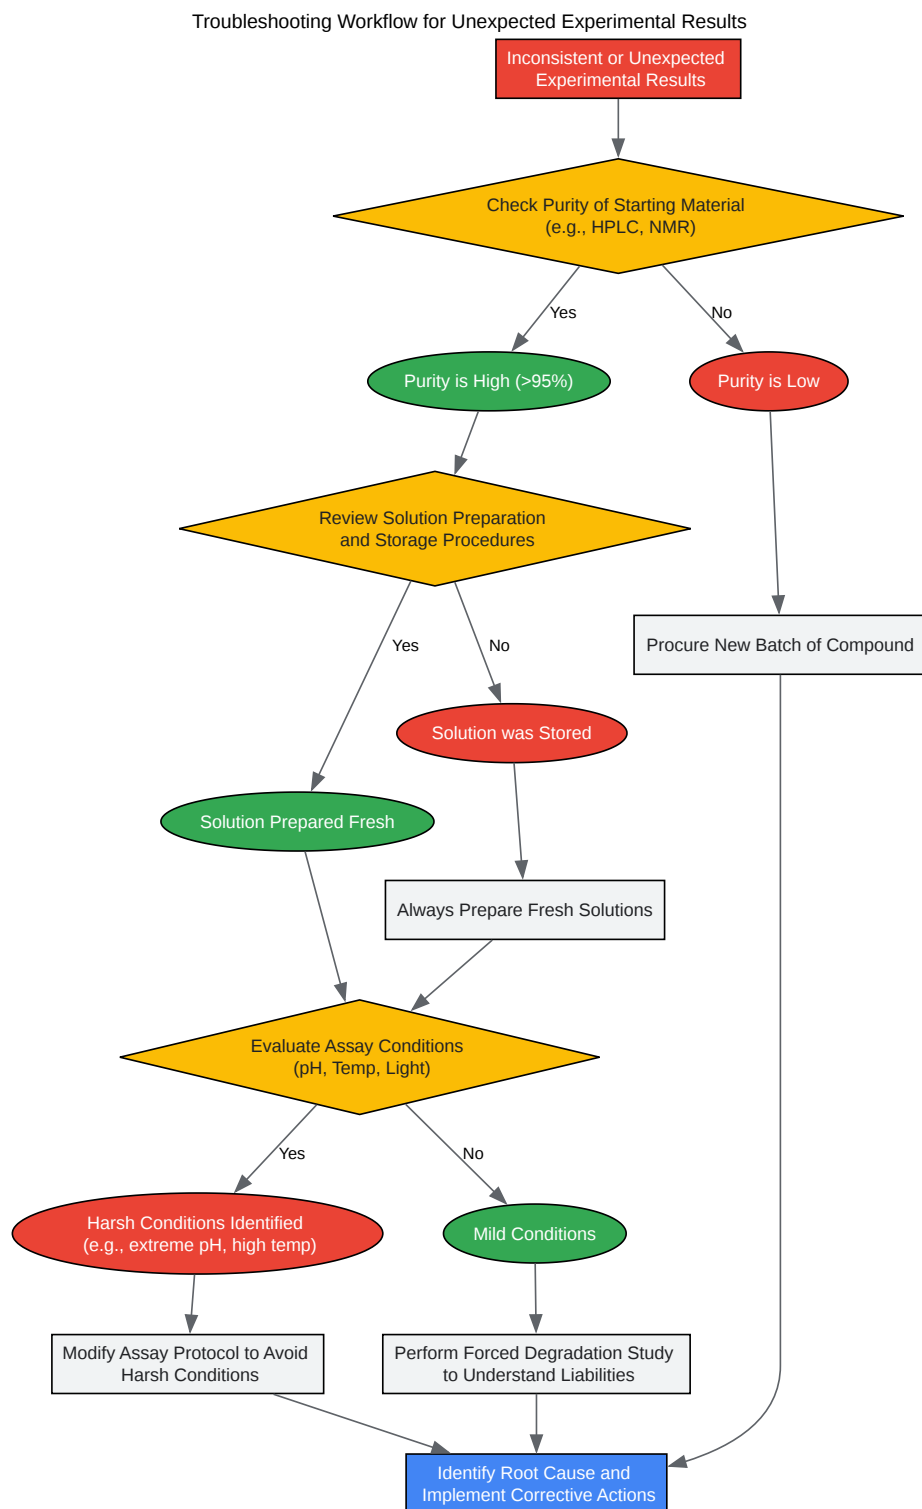 Troubleshooting Workflow for Unexpected Experimental Results
Inconsistent or Unexpected
Experimental Results
Check Purity of Starting Material
(e.g., HPLC, NMR)
Yes
No
Purity is High (>95%)
Purity is Low
Review Solution Preparation
and Storage Procedures
Yes
No
Procure New Batch of Compound
Solution was Stored
Solution Prepared Fresh
Always Prepare Fresh Solutions
Evaluate Assay Conditions
(pH, Temp, Light)
Yes
No
Harsh Conditions Identified
(e.g., extreme pH, high temp)
Mild Conditions
Modify Assay Protocol to Avoid
Harsh Conditions
Perform Forced Degradation Study
to Understand Liabilities
Identify Root Cause and
Implement Corrective Actions